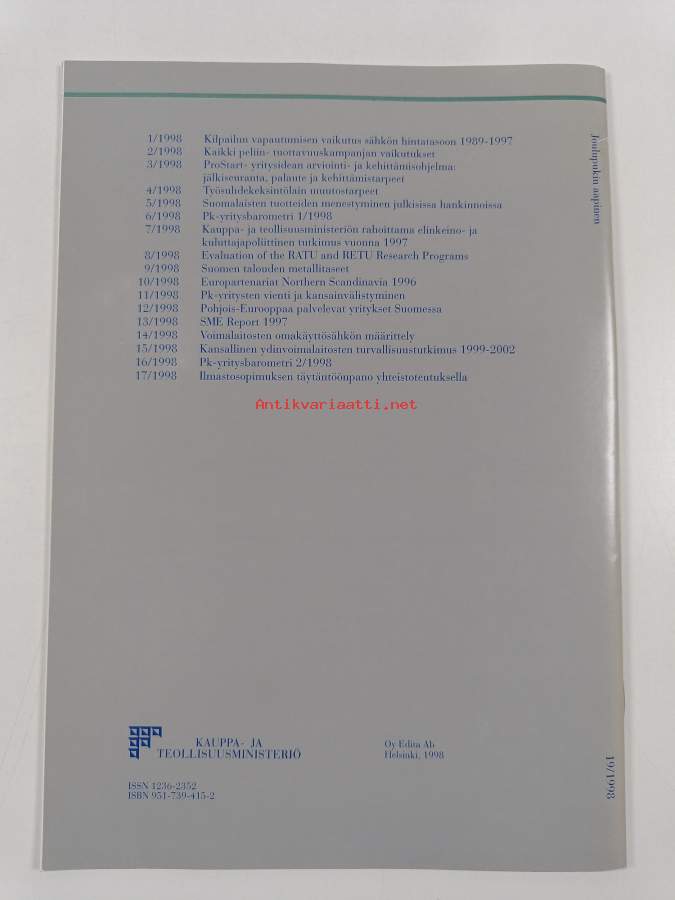 1/1998 Kilpailun vapautumisen vaikutus sähkön hintatasoon 1989-1997
2/1998 Kaikki peliin- tuottavuuskampanjan vaikutukset
3/1998 ProStart- yritysidean arviointi- ja kehittämisohjelma:
jälkiseuranta, palaute ja kehittämistarpeet
4/1998 Työsuhdekeksintölain muutostarpeet
5/1998 Suomalaisten tuotteiden menestyminen julkisissa hankinnoissa
6/1998 Pk-yritysbarometri 1/1998
7/1998 Kauppa- ja teollisuusministeriön rahoittama elinkeino- ja
kuluttajapoliittinen tutkimus vuonna 1997
8/1998 Evaluation of the RATU and RETU Research Programs
9/1998 Suomen talouden metallitaseet
10/1998 Europartenariat Northern Scandinavia 1996
11/1998 Pk-yritysten vienti ja kansainvälistyminen
12/1998 Pohjois-Eurooppaa palvelevat yritykset Suomessa
13/1998 SME Report 1997
14/1998 Voimalaitosten omakäyttösähkön määrittely
15/1998 Kansallinen ydinvoimalaitosten turvallisuustutkimus 1999-2002
16/1998 Pk-yritysbarometri 2/1998
17/1998 Ilmastosopimuksen täytäntöönpano yhteistoteutuksella
Antikvariaatti.net
KAUPPA- JA
TEOLLISUUSMINISTERIÖ
Oy Edita Ab
Helsinki, 1998
ISSN 1236-2352
ISBN 951-739-415-2
Joulupukin aapinen
19/1998